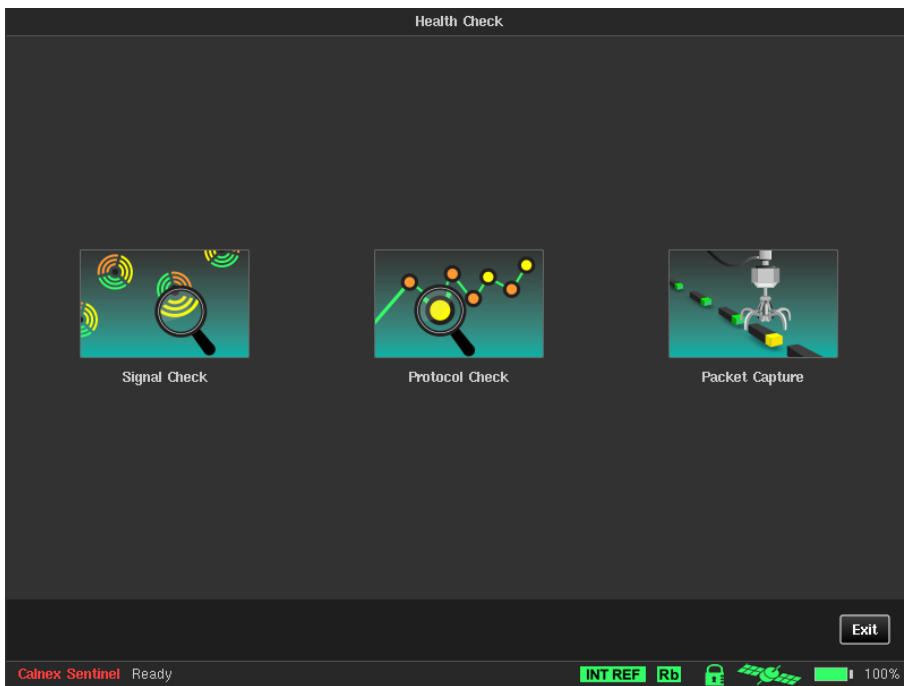 Health Check
Signal Check
Protocol Check
Packet Capture
Exit
Calnex Sentinel Ready
INT REF Rb 100%